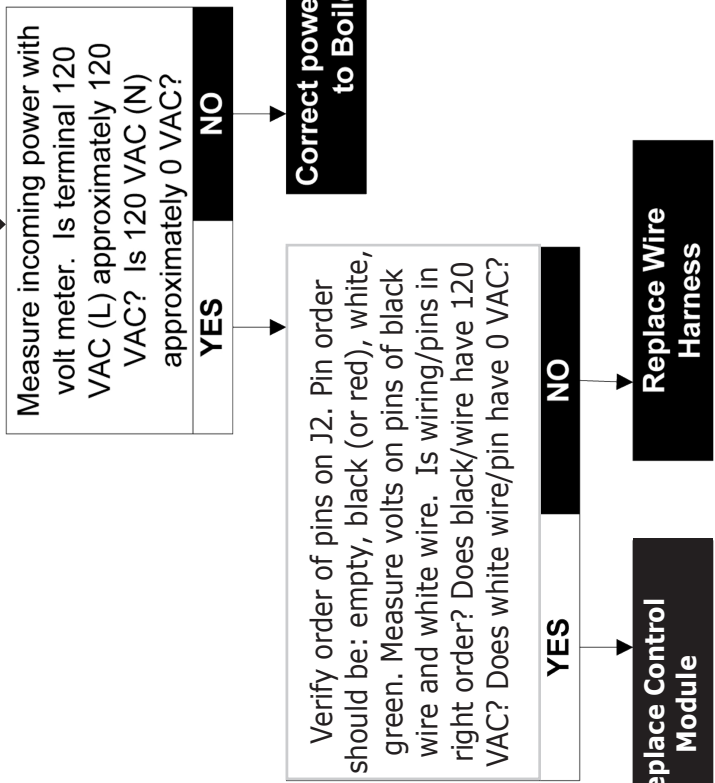 Measure incoming power with
volt meter. Is terminal 120
VAC (L) approximately 120
VAC? Is 120 VAC (N)
approximately 0 VAC?
YES
NO
Correct
to
Verify order of pins on J2. Pin order
should be: empty, black (or red), white,
green. Measure volts on pins of black
wire and white wire. Is wiring/pins in
right order? Does black/wire have 120
VAC? Does white wire/pin have 0 VAC?
YES
NO
Control
Module
Replace Wire
Harness